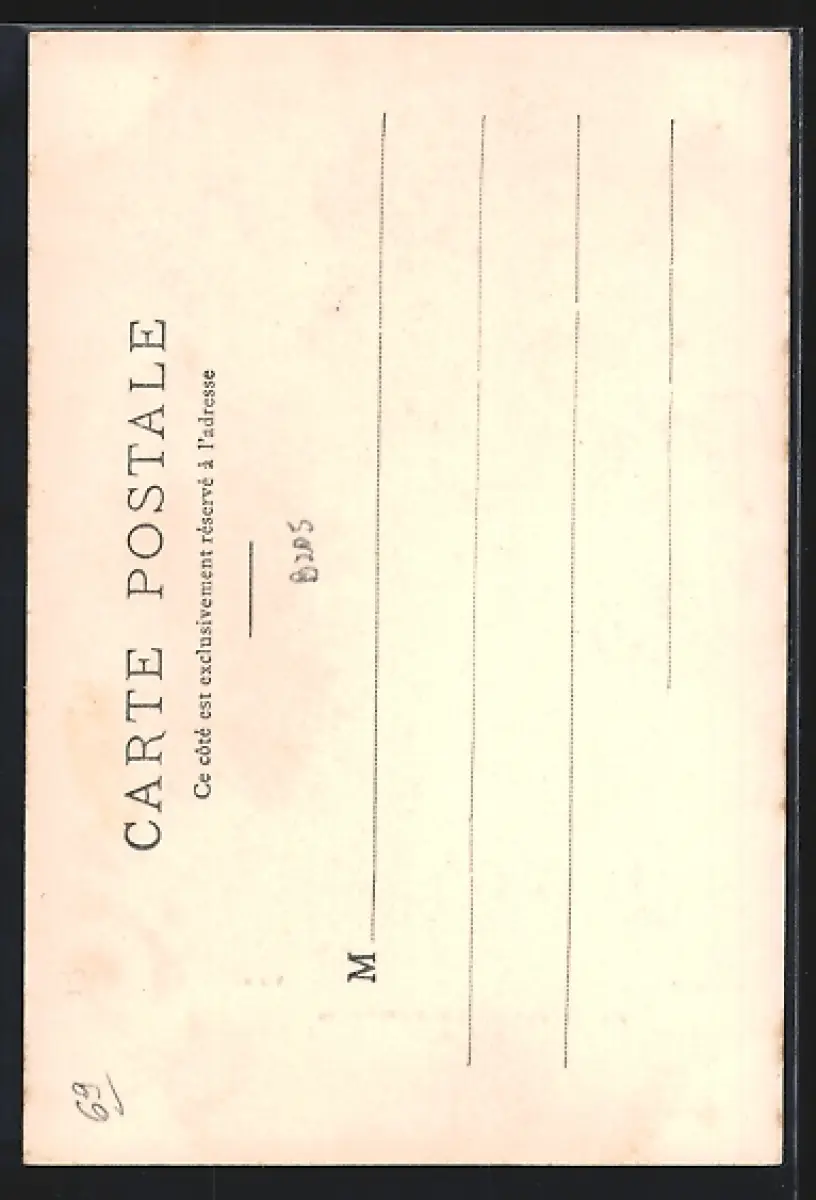 CARTE POSTALE
Ce côté est exclusivement réservé à l'adresse
B205
M
69